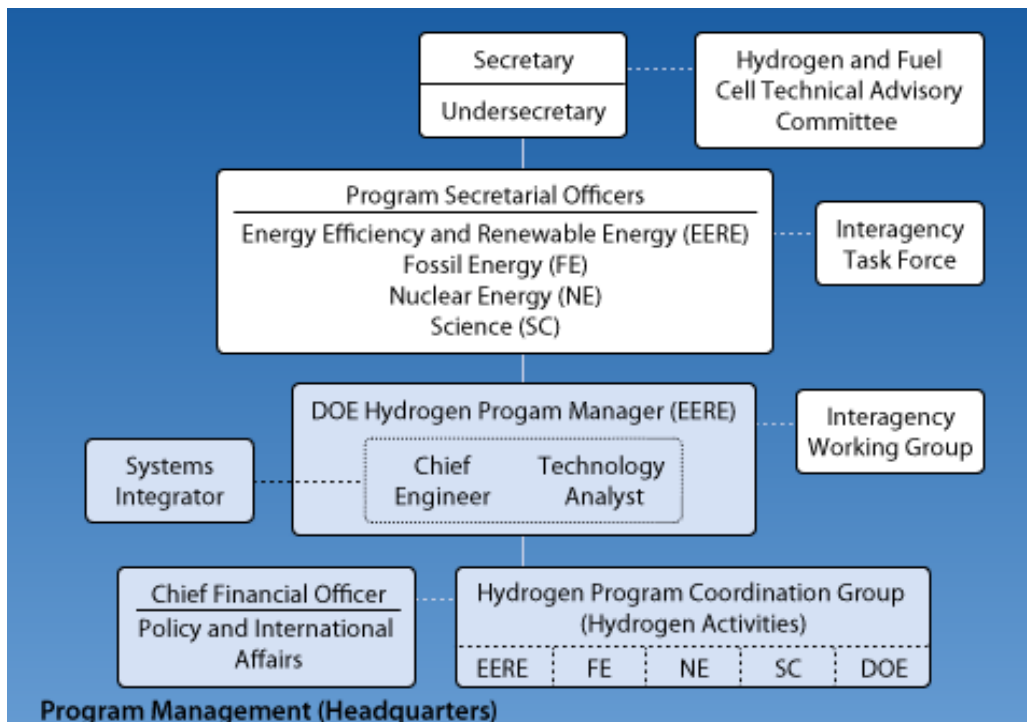 Secretary
Undersecretary
Hydrogen and Fuel
Cell Technical Advisory
Committee
Program Secretarial Officers
Energy Efficiency and Renewable Energy (EERE)
Fossil Energy (FE)
Nuclear Energy (NE)
Science (SC)
Interagency
Task Force
DOE Hydrogen Progam Manager (EERE)
Chief
Engineer
Technology
Analyst
Interagency
Working Group
Systems
Integrator
Chief Financial Officer
Policy and International
Affairs
Hydrogen Program Coordination Group
(Hydrogen Activities)
EERE FE NE SC DOE
Program Management (Headquarters)